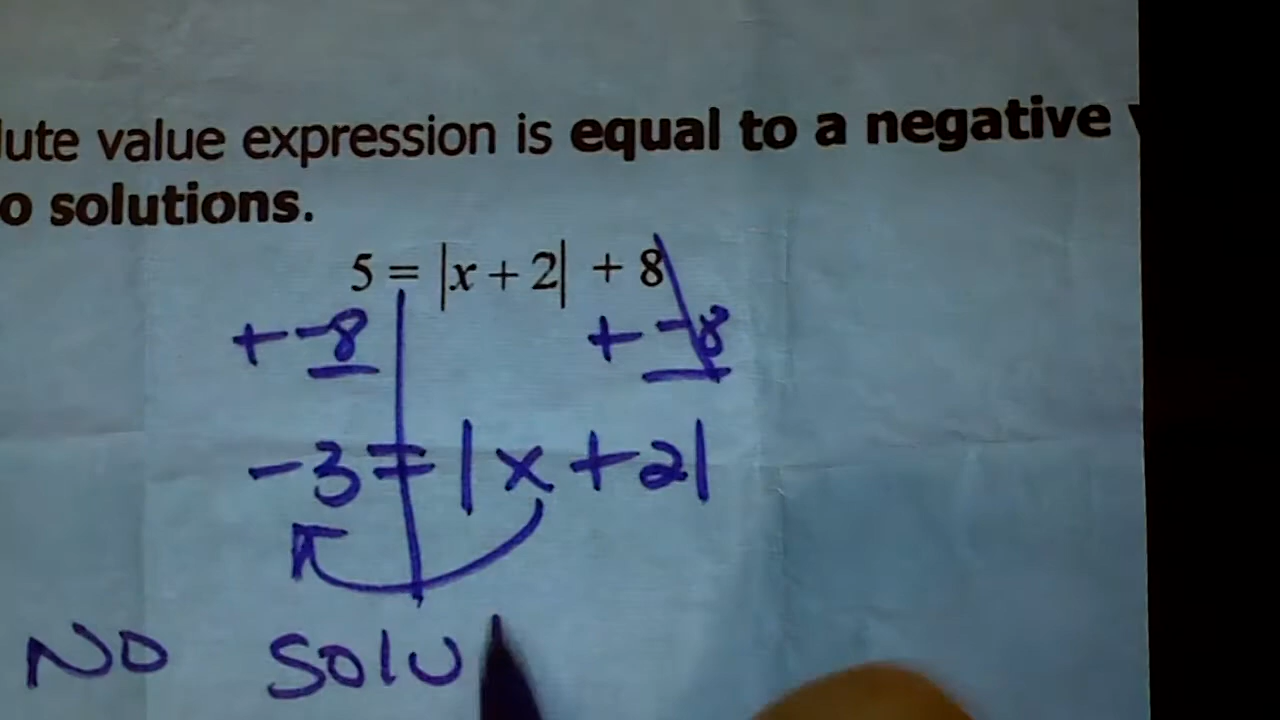 lute value expression is equal to a negative
o solutions.
5 = |x + 2| + 8
+ -8 + -8
-3 = |x + 2|
NO SOLU